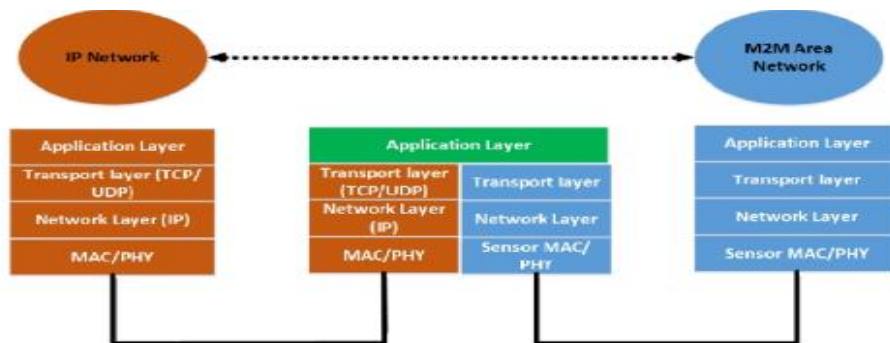 IP Network
M2M Area
Network
Application Layer
Transport layer (TCP/
UDP)
Network Layer (IP)
MAC/PHY
Application Layer
Transport layer
(TCP/UDP)
Network Layer
(IP)
MAC/PHY
Transport layer
Network Layer
Sensor MAC/
PHY
Application Layer
Transport layer
Network Layer
Sensor MAC/PHY